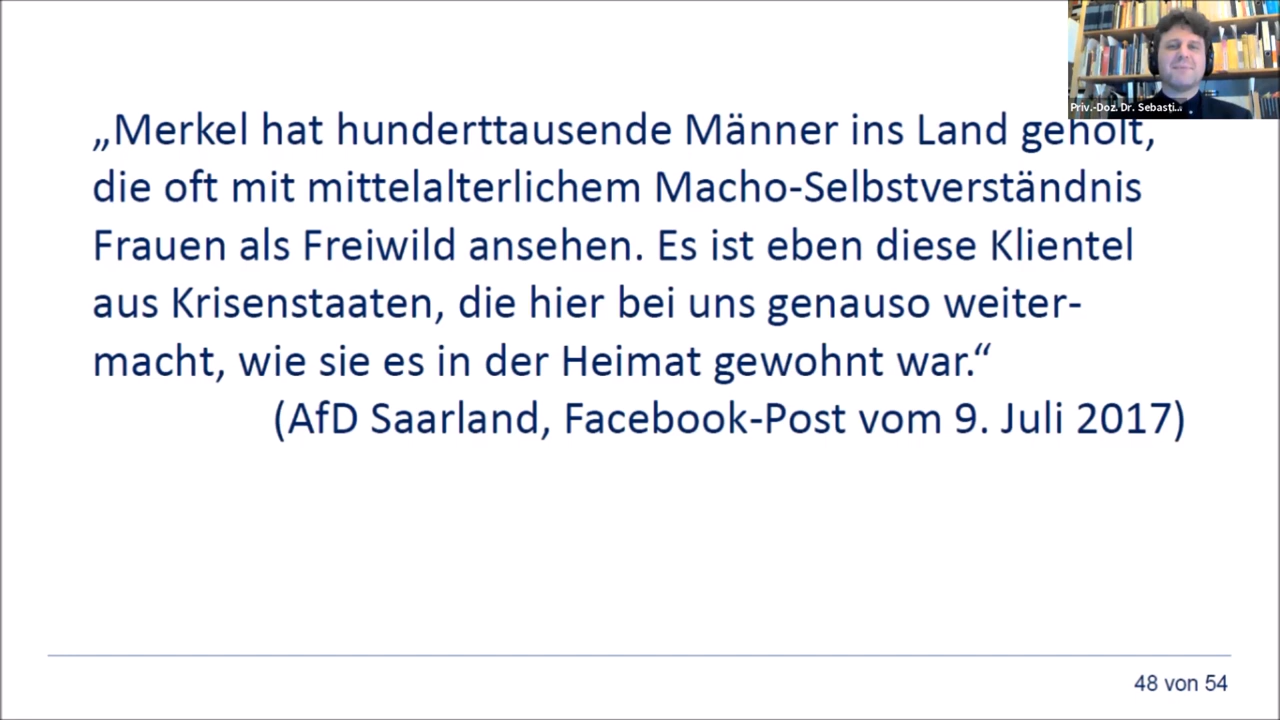 Priv.-Doz. Dr. Sebasti...
„Merkel hat hunderttausende Männer ins Land geholt,
die oft mit mittelalterlichem Macho-Selbstverständnis
Frauen als Freiwild ansehen. Es ist eben diese Klientel
aus Krisenstaaten, die hier bei uns genauso weiter-
macht, wie sie es in der Heimat gewohnt war.“
(AfD Saarland, Facebook-Post vom 9. Juli 2017)
48 von 54